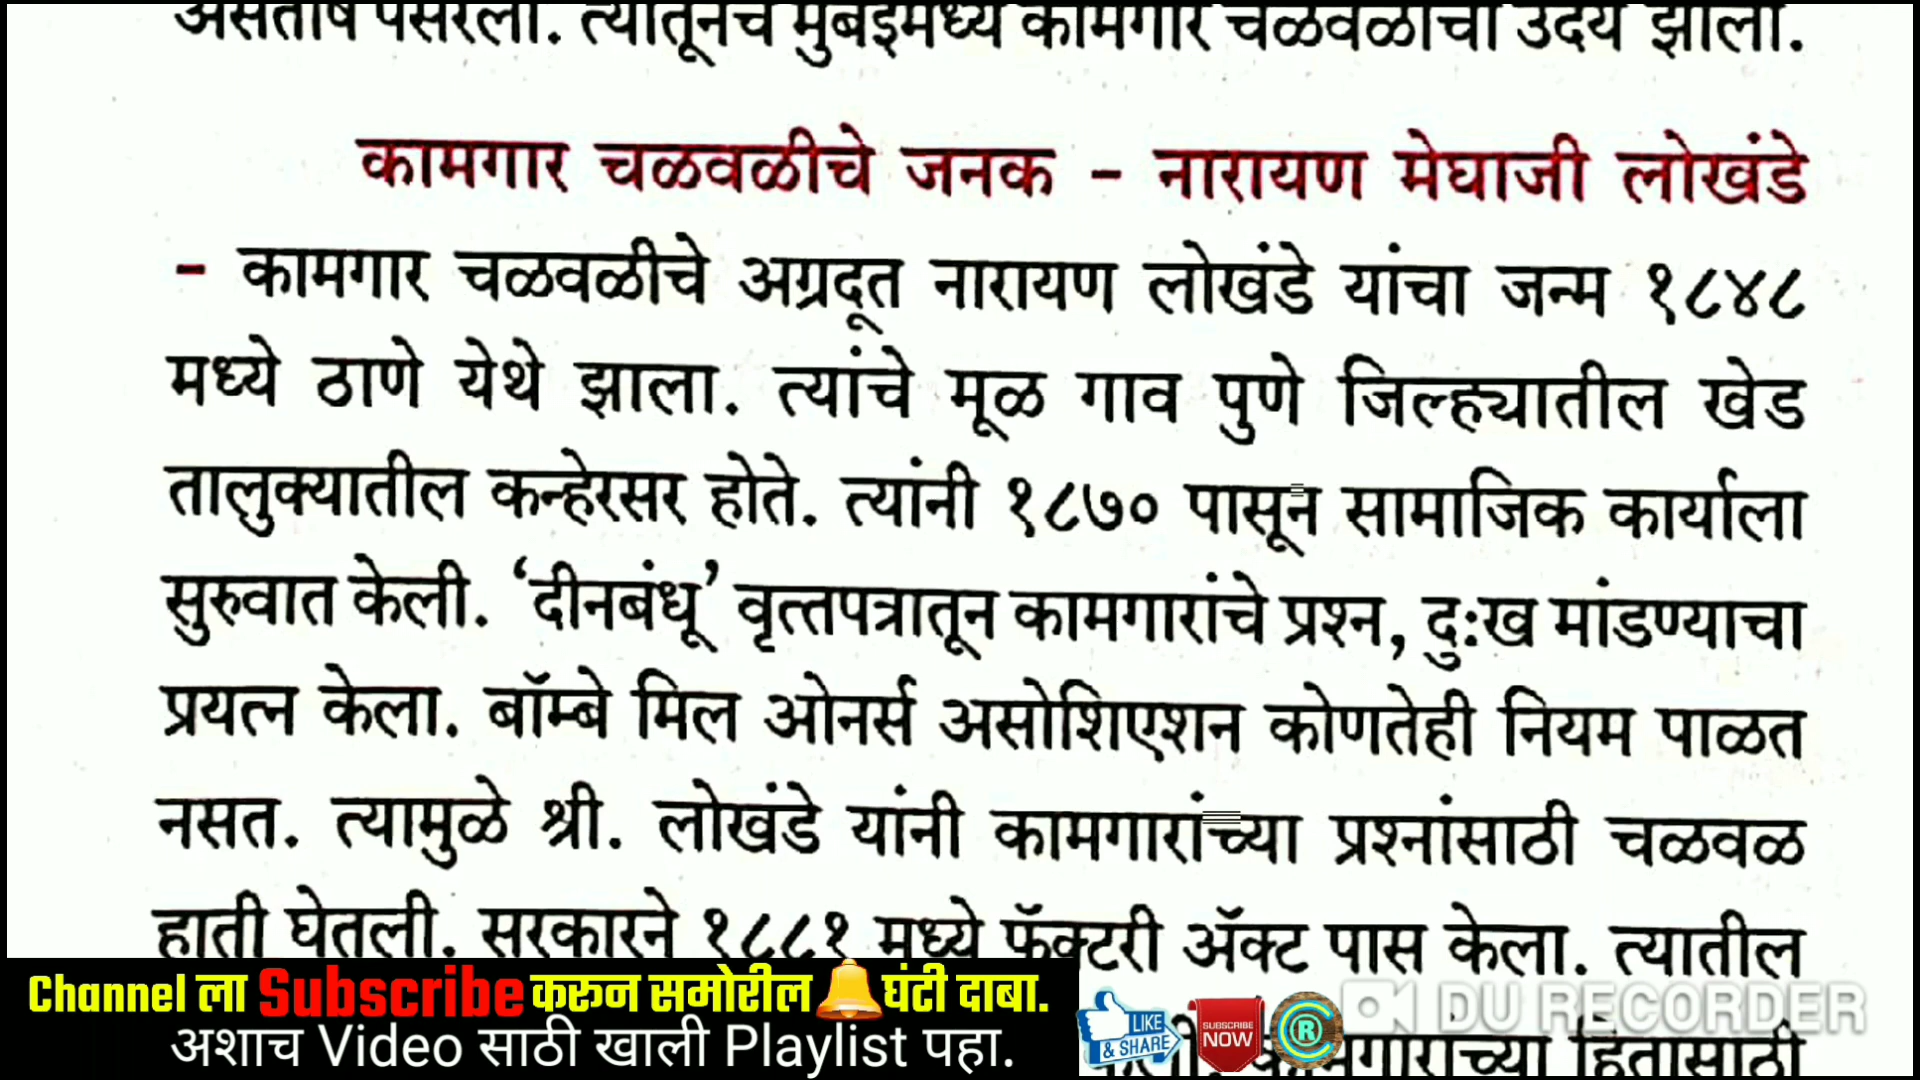 असंतोष पसरला. त्यातूनच मुंबईमध्ये कामगार चळवळीचा उदय झाला.
कामगार चळवळीचे जनक - नारायण मेघाजी लोखंडे
- कामगार चळवळीचे अग्रदूत नारायण लोखंडे यांचा जन्म १८४८
मध्ये ठाणे येथे झाला. त्यांचे मूळ गाव पुणे जिल्ह्यातील खेड
तालुक्यातील कन्हेरसर होते. त्यांनी १८७० पासून सामाजिक कार्याला
सुरुवात केली. ‘दीनबंधू’ वृत्तपत्रातून कामगारांचे प्रश्न, दुःख मांडण्याचा
प्रयत्न केला. बॉम्बे मिल ओनर्स असोशिएशन कोणतेही नियम पाळत
नसत. त्यामुळे श्री. लोखंडे यांनी कामगारांच्या प्रश्नांसाठी चळवळ
हाती घेतली. सरकारने १८८१ मध्ये फॅक्टरी ॲक्ट पास केला. त्यातील
कामगारांच्या हितासाठी
Channel ला Subscribe करून समोरील घंटी दाबा.
अशाच Video साठी खाली Playlist पहा.
LIKE & SHARE
SUBSCRIBE NOW
R
DU RECORDER